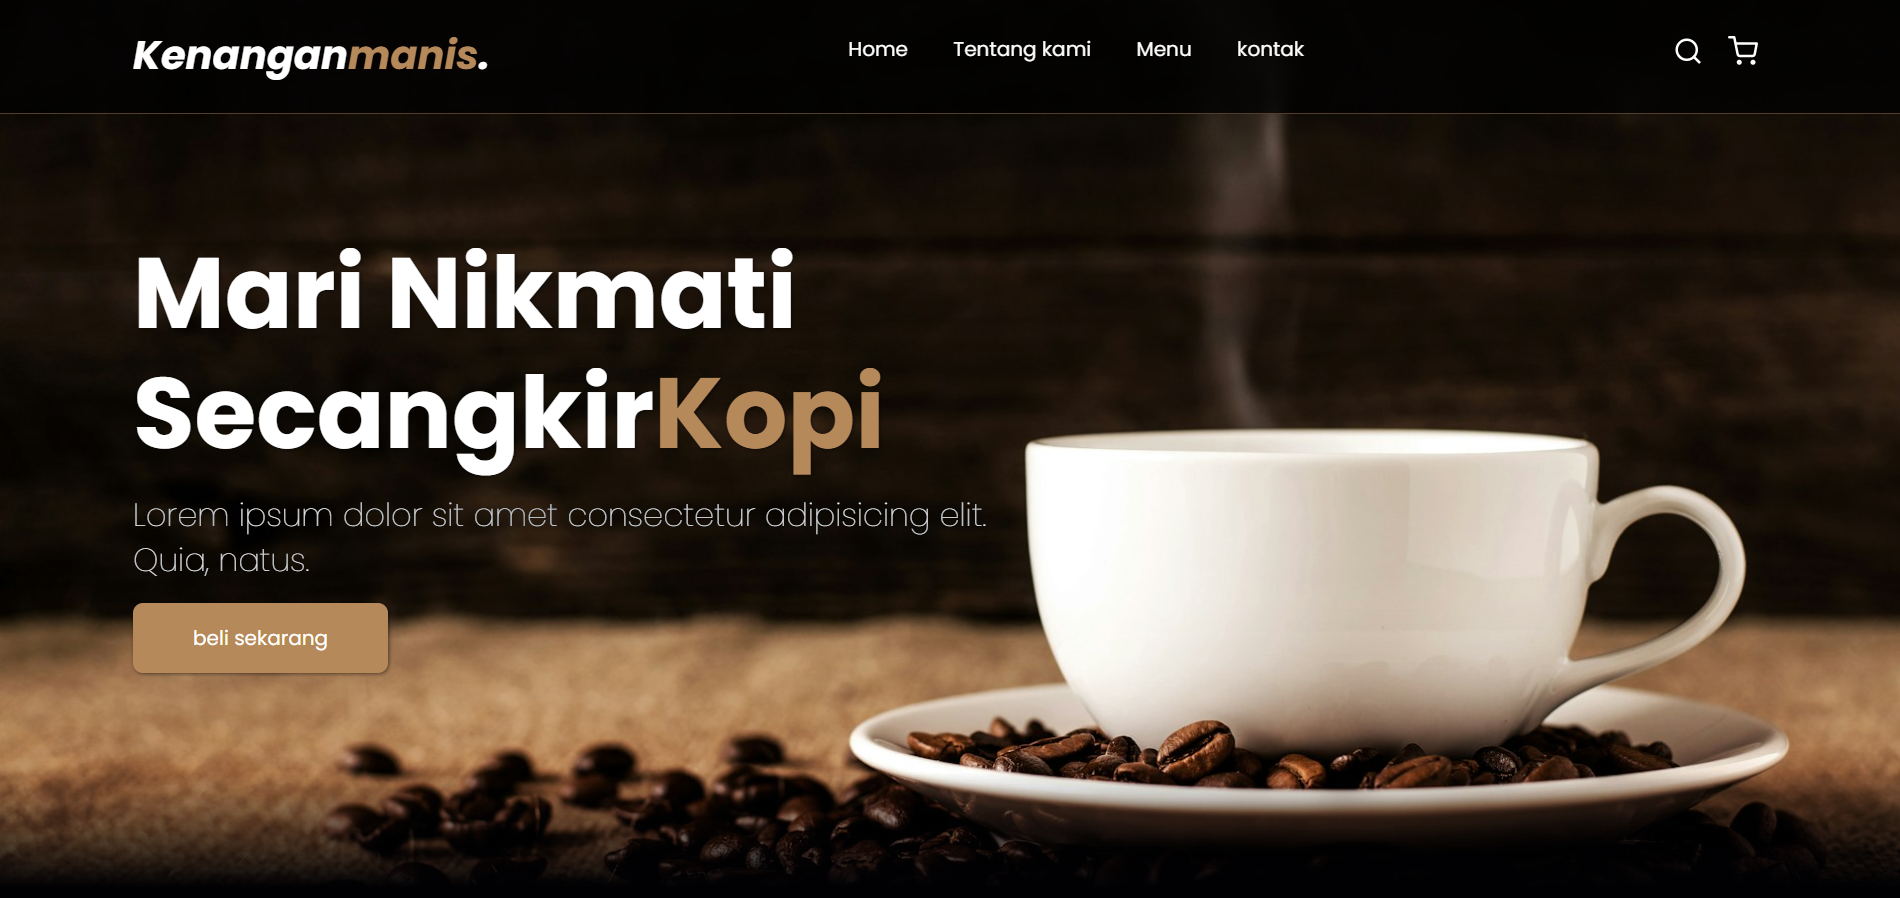 Kenanganmanis.
Home Tentang kami Menu kontak
Mari Nikmati
SecangkirKopi
Lorem ipsum dolor sit amet consectetur adipisicing elit.
Quia, natus.
beli sekarang